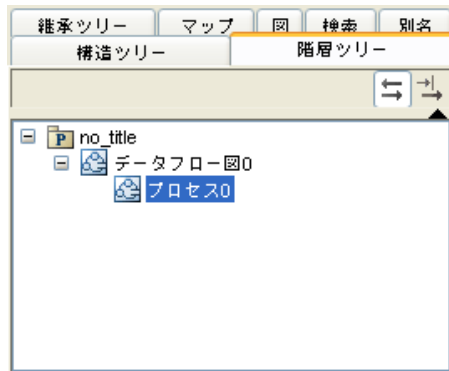 継承ツリー マップ 図 検索 別名
構造ツリー 階層ツリー
no_title
データフロー図0
プロセス0